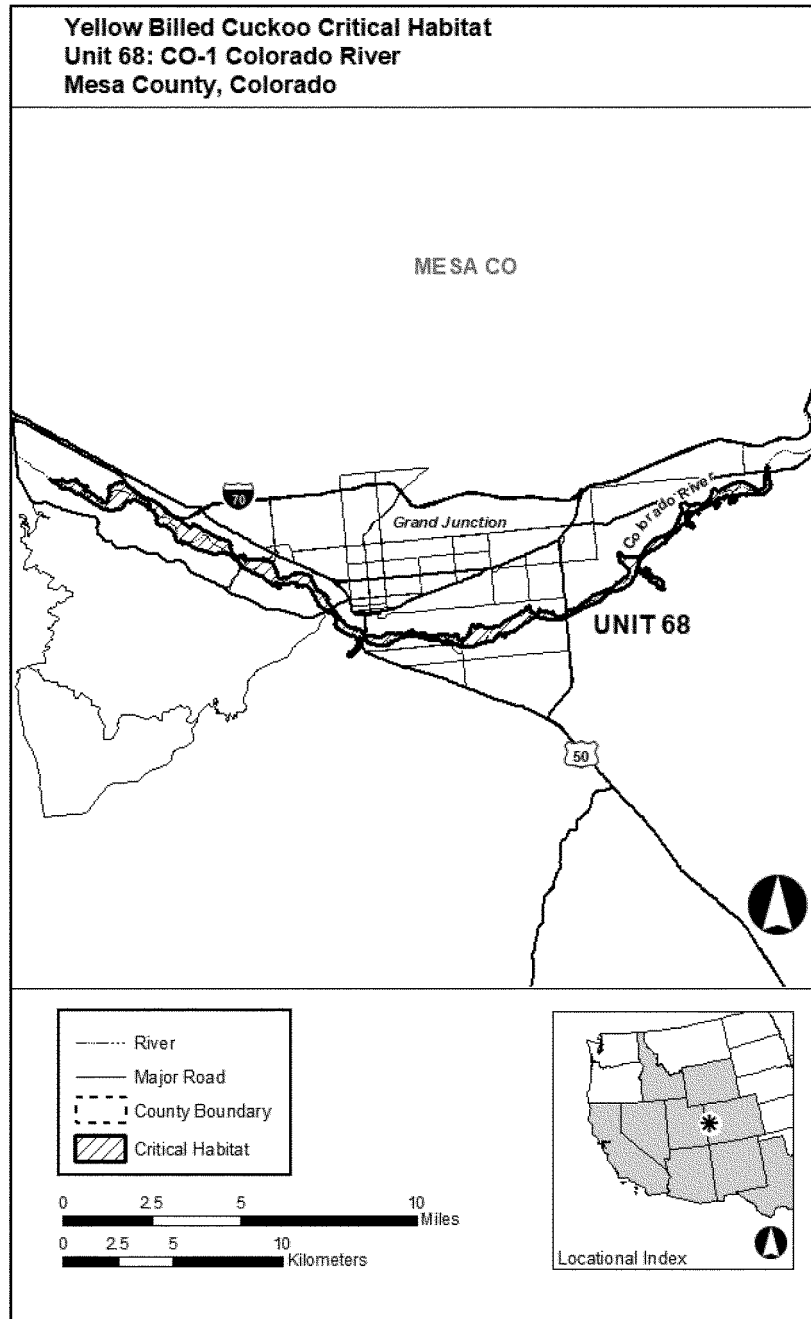 Yellow Billed Cuckoo Critical Habitat
Unit 68: CO-1 Colorado River
Mesa County, Colorado
MESA CO
70
Grand Junction
Colorado River
UNIT 68
50
River
Major Road
County Boundary
Critical Habitat
0 2.5 5 10
Miles
0 2.5 5 10
Kilometers
Locational Index